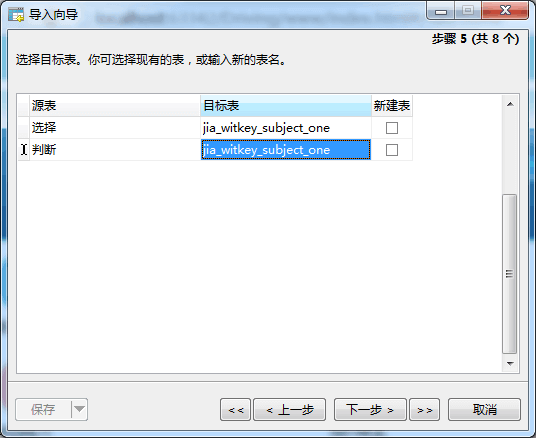 导入向导
步骤 5 (共 8 个)
选择目标表。你可选择现有的表，或输入新的表名。
源表 目标表 新建表
选择 jia_witkey_subject_one
判断 jia_witkey_subject_one
保存 << < 上一步 下一步 > >> 取消